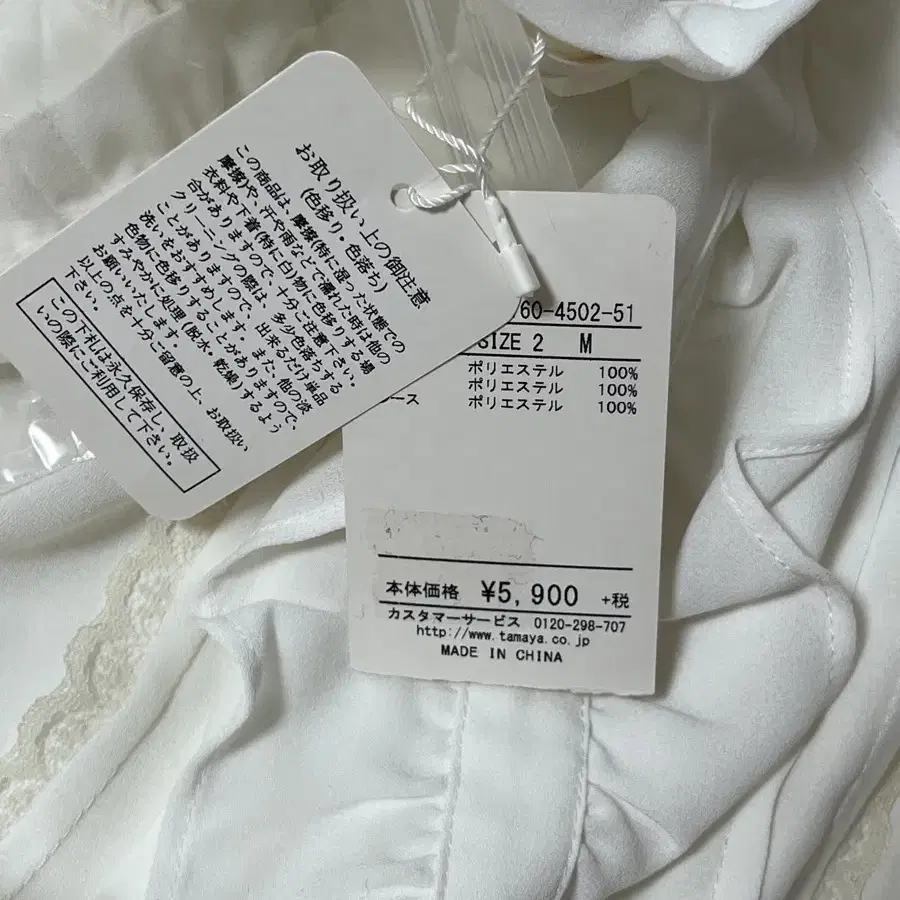 お取り扱い上の御注意
(色移り・色落ち)
この商品は、摩擦(特に湿った状態での
摩擦)や、汗や雨などで濡れた時は他の
衣料や下着(特に白)物に色移りする場
合がありますので、十分に注意下さい。
クリーニングの際は、多少色落ちする
ことがありますので、出来るだけ単品
洗いをおすすめします。また、他の淡
色物に色移りすることがありますので、
すみやかに処理(脱水・乾燥)するよう
お願いいたします。
以上の点を十分ご留意の上、お取扱い
下さい。
この下札は永久保存し、取扱
いの際にご利用して下さい。
/60-4502-51
SIZE 2 M
ポリエステル 100%
ポリエステル 100%
ース ポリエステル 100%
本体価格 ¥5,900 +税
カスタマーサービス 0120-298-707
http://www.tamaya.co.jp
MADE IN CHINA